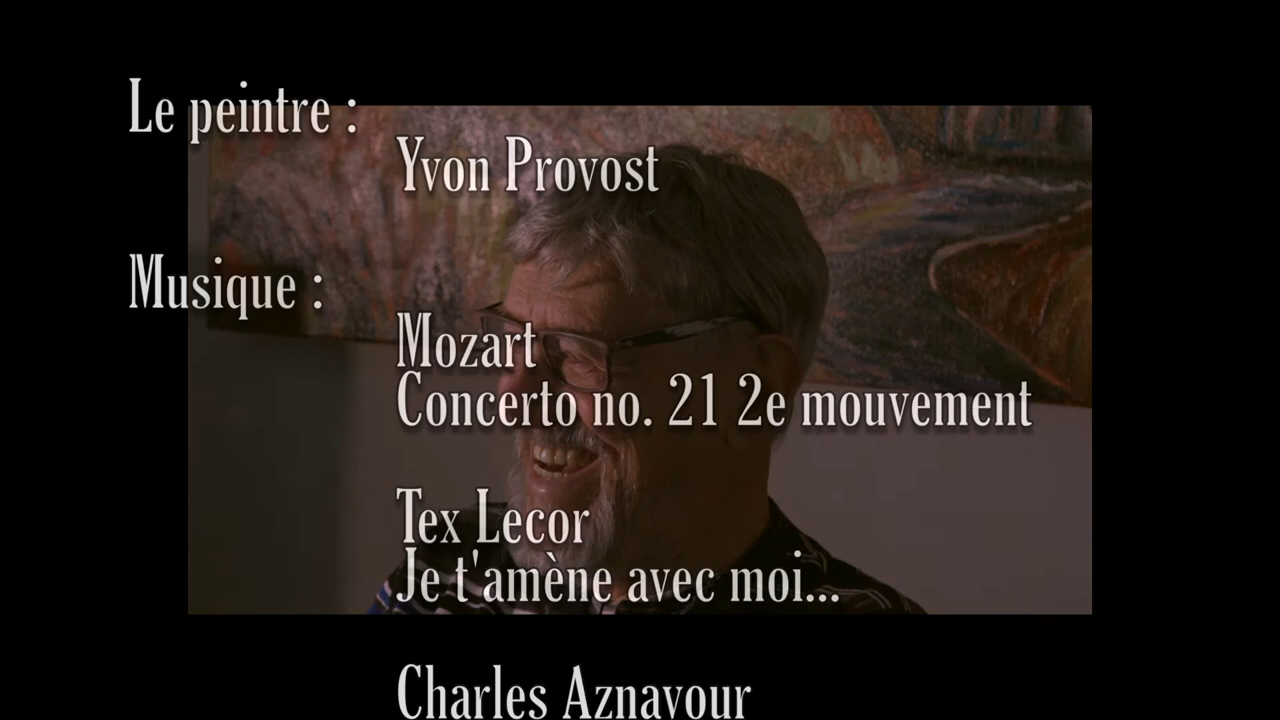 Le peintre :
Yvon Provost
Musique :
Mozart
Concerto no. 21 2e mouvement
Tex Lecor
Je t'amène avec moi...
Charles Aznavour